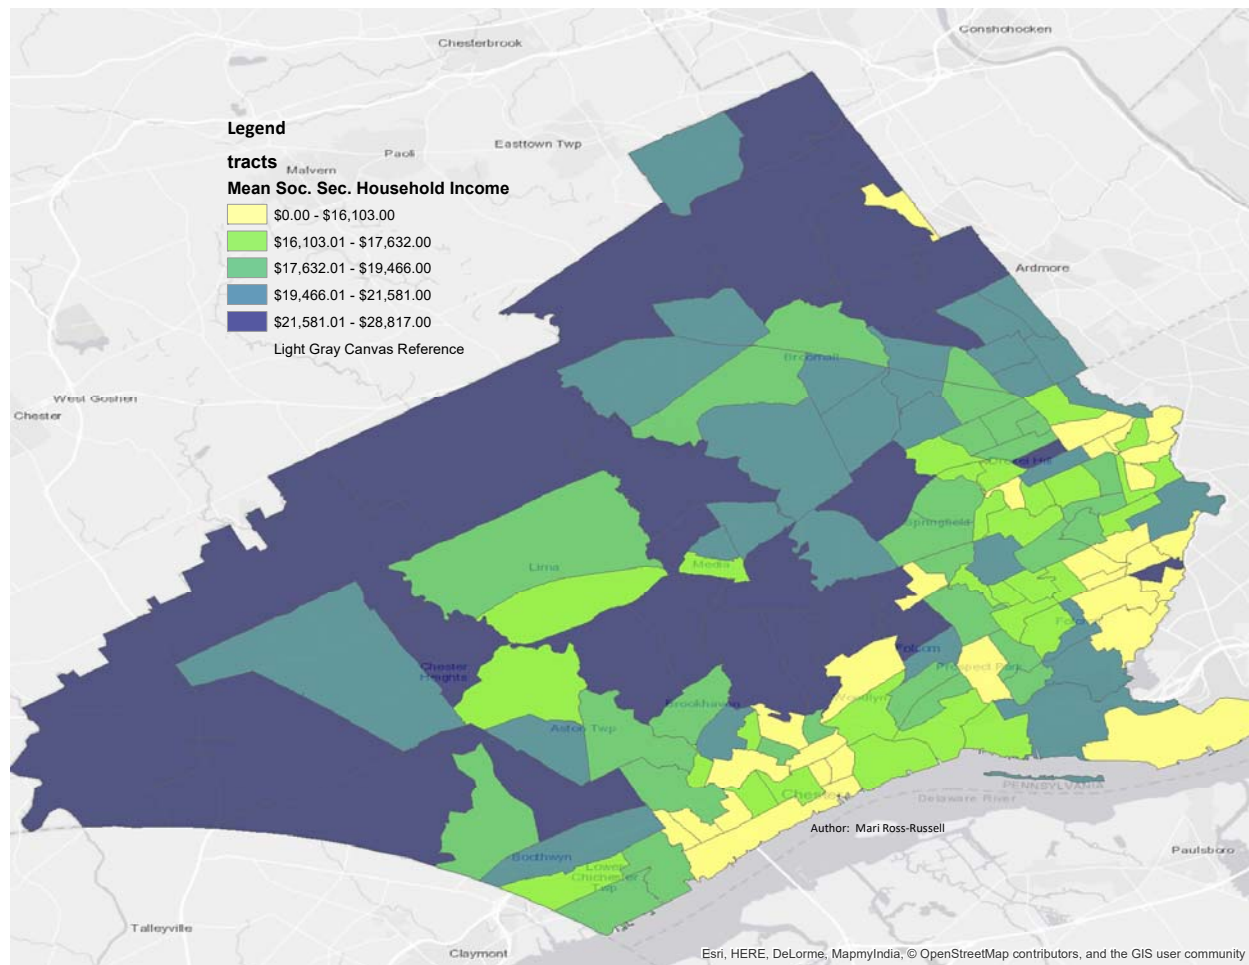 Conshohocken
Chesterbrook
Legend
tracts
Easttown Twp
Paoli
Malvern
Mean Soc. Sec. Household Income
$0.00 - $16,103.00
$16,103.01 - $17,632.00
$17,632.01 - $19,466.00
$19,466.01 - $21,581.00
$21,581.01 - $28,817.00
Light Gray Canvas Reference
Ardmore
Broomall
West Goshen
Chester
Drexel Hill
Springfield
Lima
Media
Folcroft
Folsom
Chester
Heights
Prospect Park
Woodlyn
Brookhaven
Aston Twp
PENNSYLVANIA
Chester
Delaware River
Author: Mari Ross-Russell
Paulsboro
Boothwyn
Lower
Chichester
Twp
Talleyville
Claymont
Esri, HERE, DeLorme, MapmyIndia, © OpenStreetMap contributors, and the GIS user community